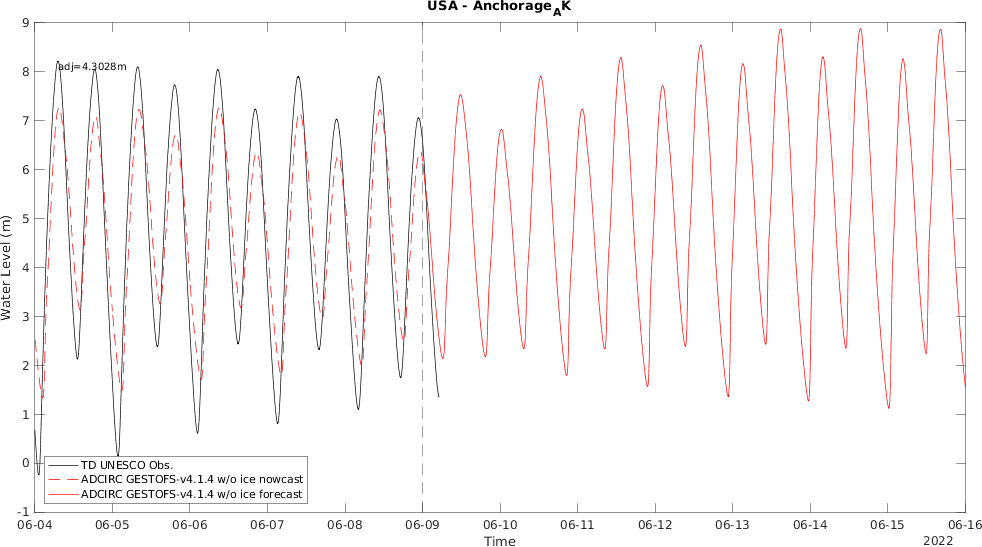 USA - Anchorage_AK
adj=4.3028m
Water Level (m)
9
8
7
6
5
4
3
2
1
0
-1
TD UNESCO Obs.
ADCIRC GESTOFS-v4.1.4 w/o ice nowcast
ADCIRC GESTOFS-v4.1.4 w/o ice forecast
06-04 06-05 06-06 06-07 06-08 06-09 06-10 06-11 06-12 06-13 06-14 06-15 06-16
Time
2022